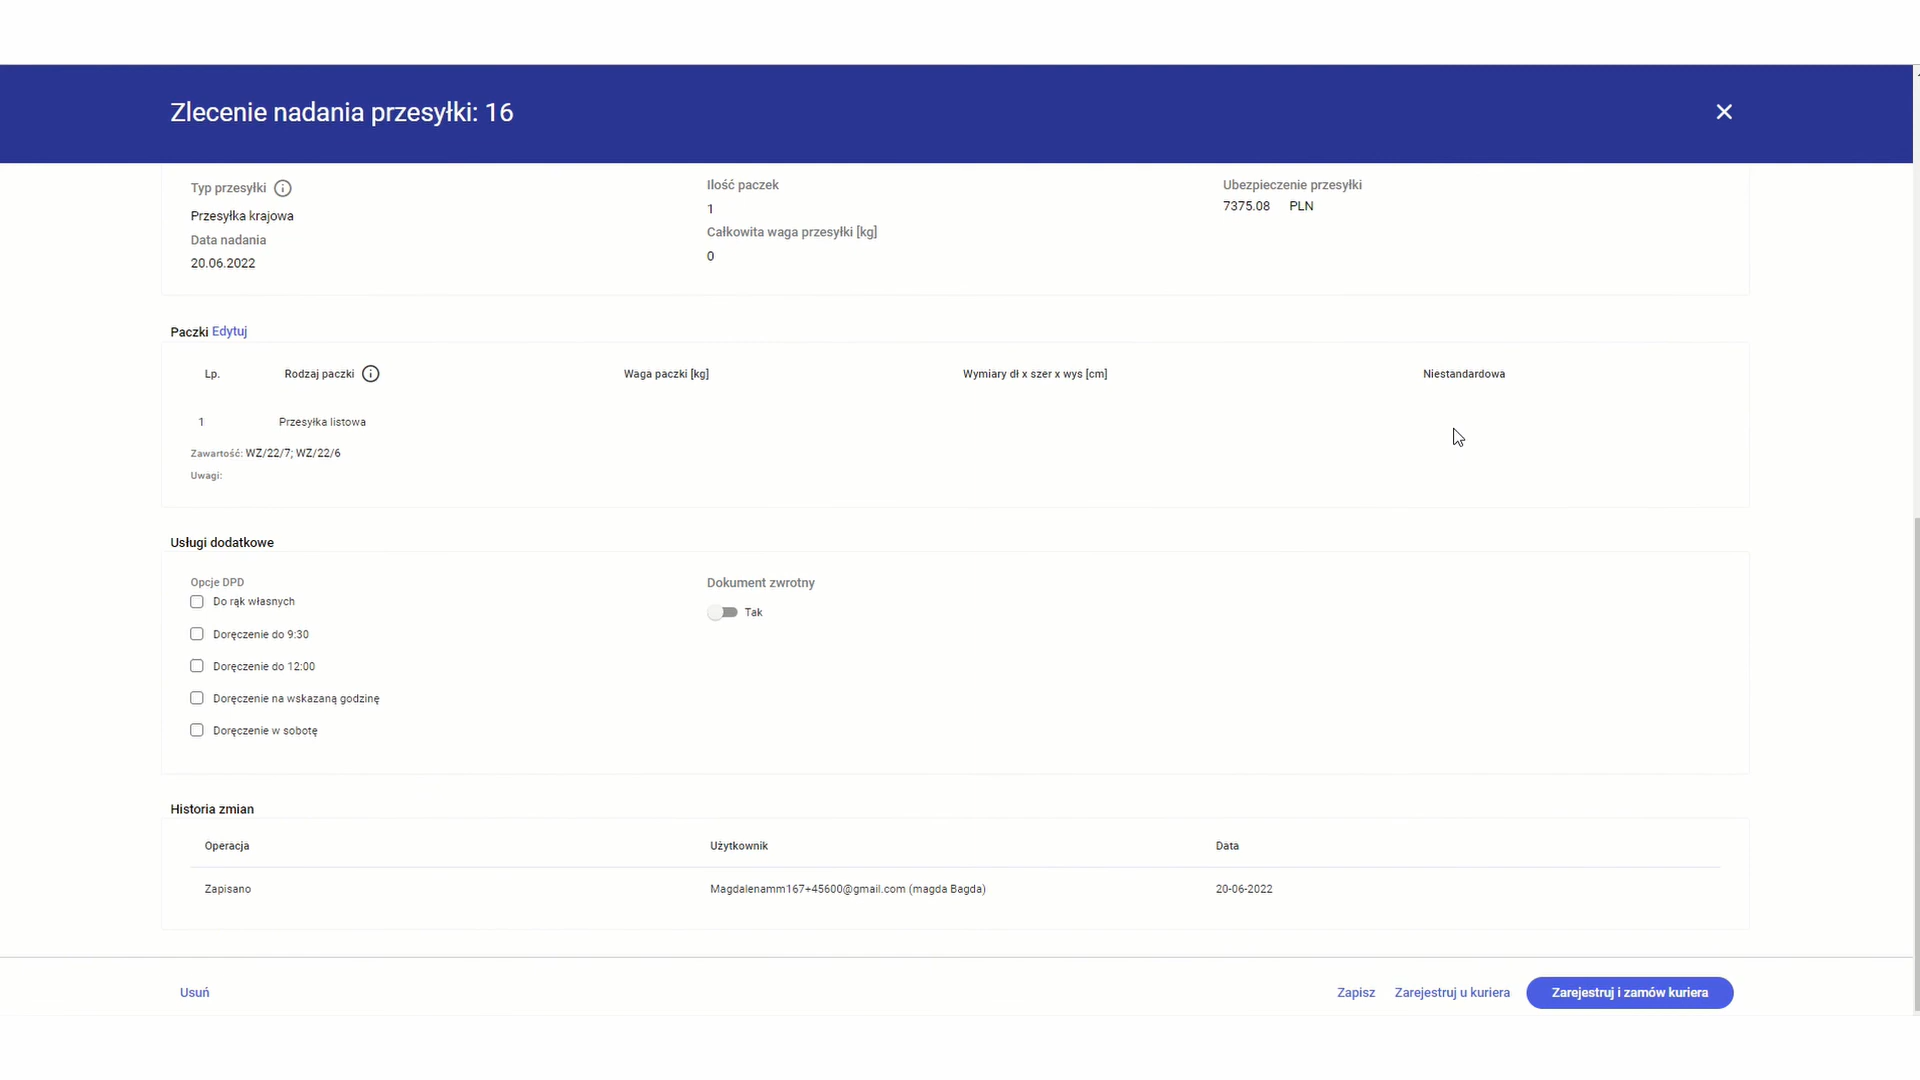 Zlecenie nadania przesyłki: 16
Typ przesyłki
Przesyłka krajowa
Data nadania
20.06.2022
Ilość paczek
1
Całkowita waga przesyłki [kg]
0
Ubezpieczenie przesyłki
7375.08 PLN
Paczki Edytuj
Lp. Rodzaj paczki Waga paczki [kg] Wymiary dł x szer x wys [cm] Niestandardowa
1 Przesyłka listowa
Zawartość: WZ/22/7; WZ/22/6
Uwagi:
Usługi dodatkowe
Opcje DPD
Do rąk własnych
Doręczenie do 9:30
Doręczenie do 12:00
Doręczenie na wskazaną godzinę
Doręczenie w sobotę
Dokument zwrotny
Tak
Historia zmian
Operacja Użytkownik Data
Zapisano Magdalenamm167+45600@gmail.com (magda Bagda) 20-06-2022
Usuń Zapisz Zarejestruj u kuriera Zarejestruj i zamów kuriera